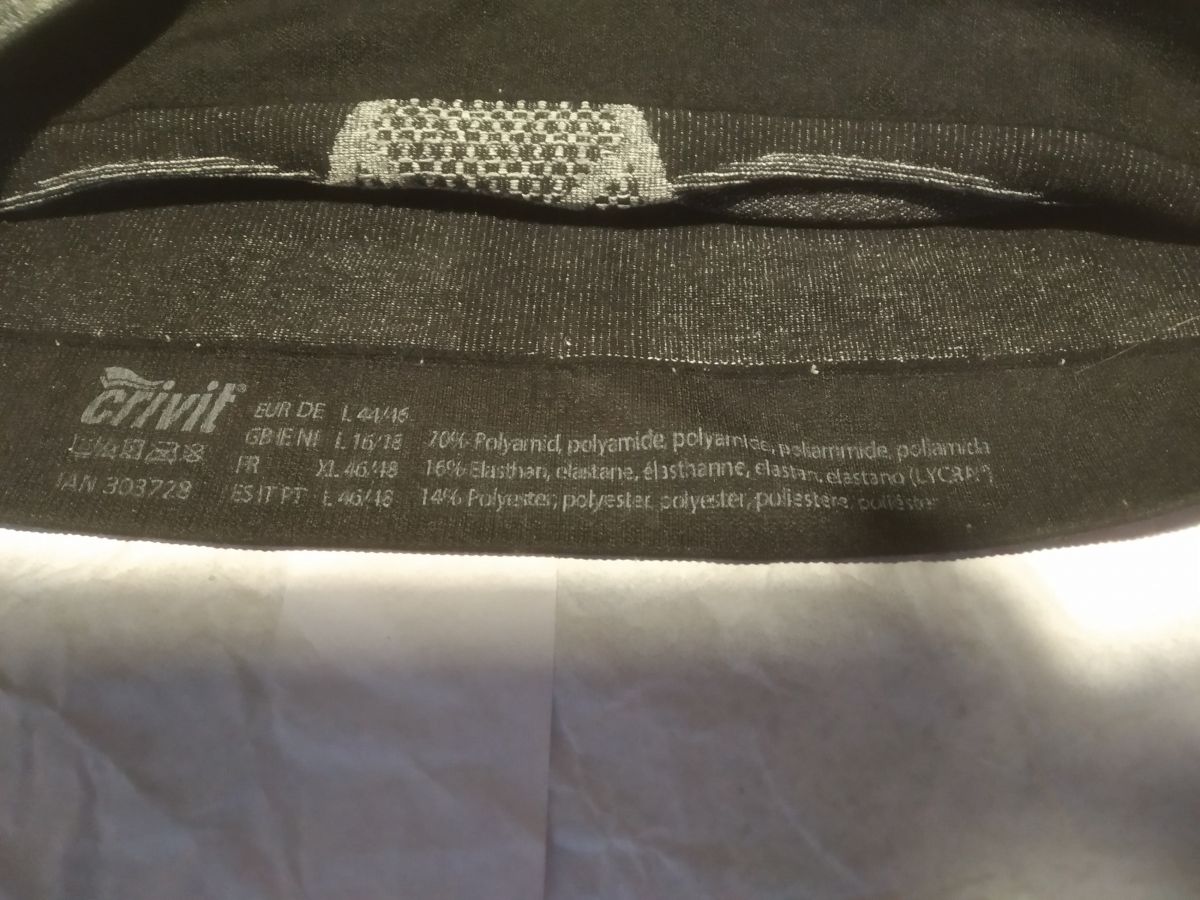 crivit
EUR DE L 44/46
GB IE NI L 16/18
FR XL 46/48
ES IT PT L 46/48
IAN 303728
70% Polyamid, polyamide, polyamide, poliammide, poliamida
16% Elasthan, elastane, élasthanne, elastan, elastano (LYCRA®)
14% Polyester, polyester, polyester, poliestere, poliéster